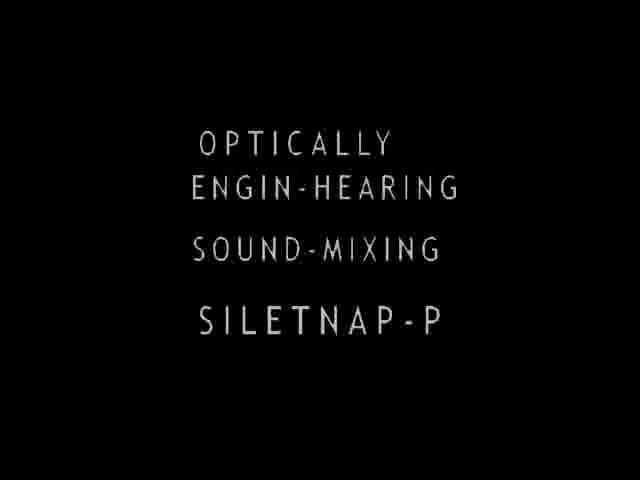 OPTICALLY
ENGIN-HEARING
SOUND-MIXING
SILETNAP-P